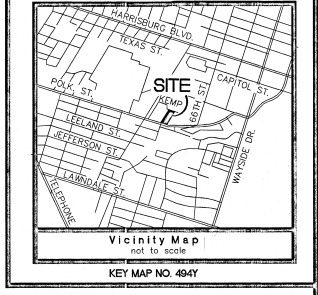 HARRISBURG BLVD.
TEXAS ST.
CAPITOL ST.
POLK, ST.
SITE
KEMP
66TH ST.
LEELAND ST.
JEFFERSON ST.
WAYSIDE DR.
LAWNDALE ST.
TELEPHONE
Vicinity Map
not to scale
KEY MAP NO. 494Y